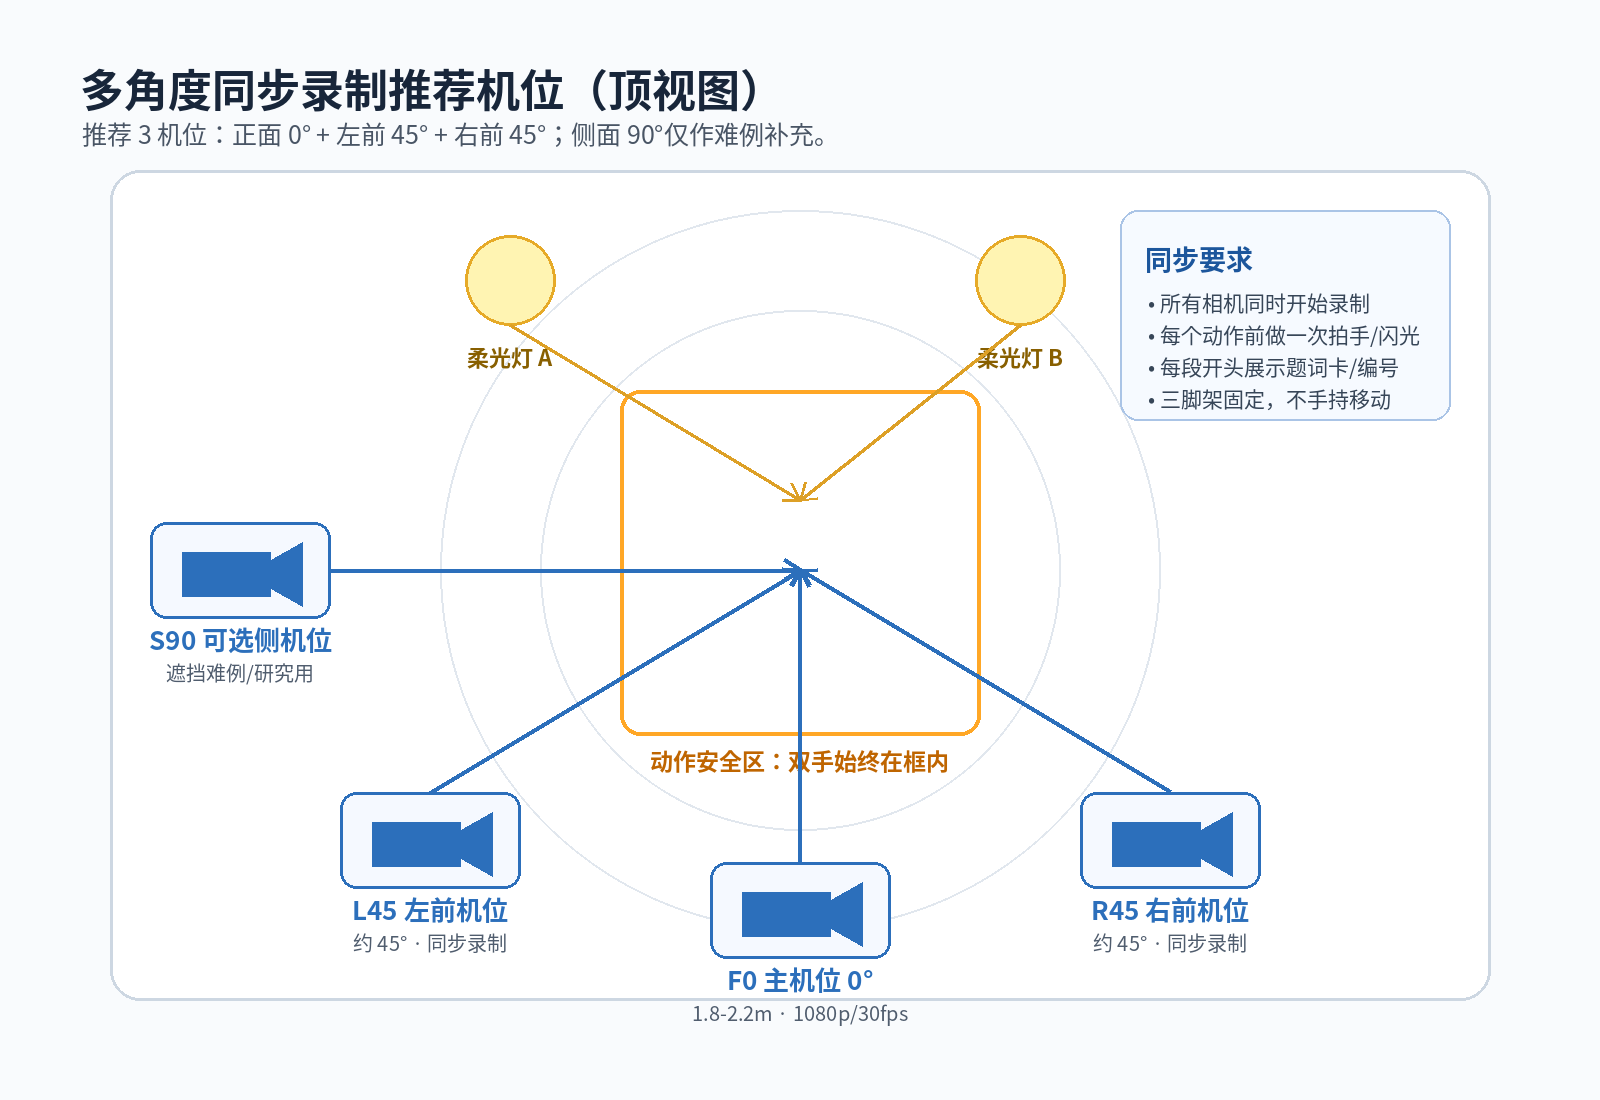 多角度同步录制推荐机位（顶视图）
推荐 3 机位：正面 0° + 左前 45° + 右前 45°；侧面 90°仅作难例补充。
同步要求
• 所有相机同时开始录制
• 每个动作前做一次拍手/闪光
• 每段开头展示题词卡/编号
• 三脚架固定，不手持移动
柔光灯 A
柔光灯 B
S90 可选侧机位
遮挡难例/研究用
动作安全区：双手始终在框内
L45 左前机位
约 45° · 同步录制
R45 右前机位
约 45° · 同步录制
F0 主机位 0°
1.8-2.2m · 1080p/30fps